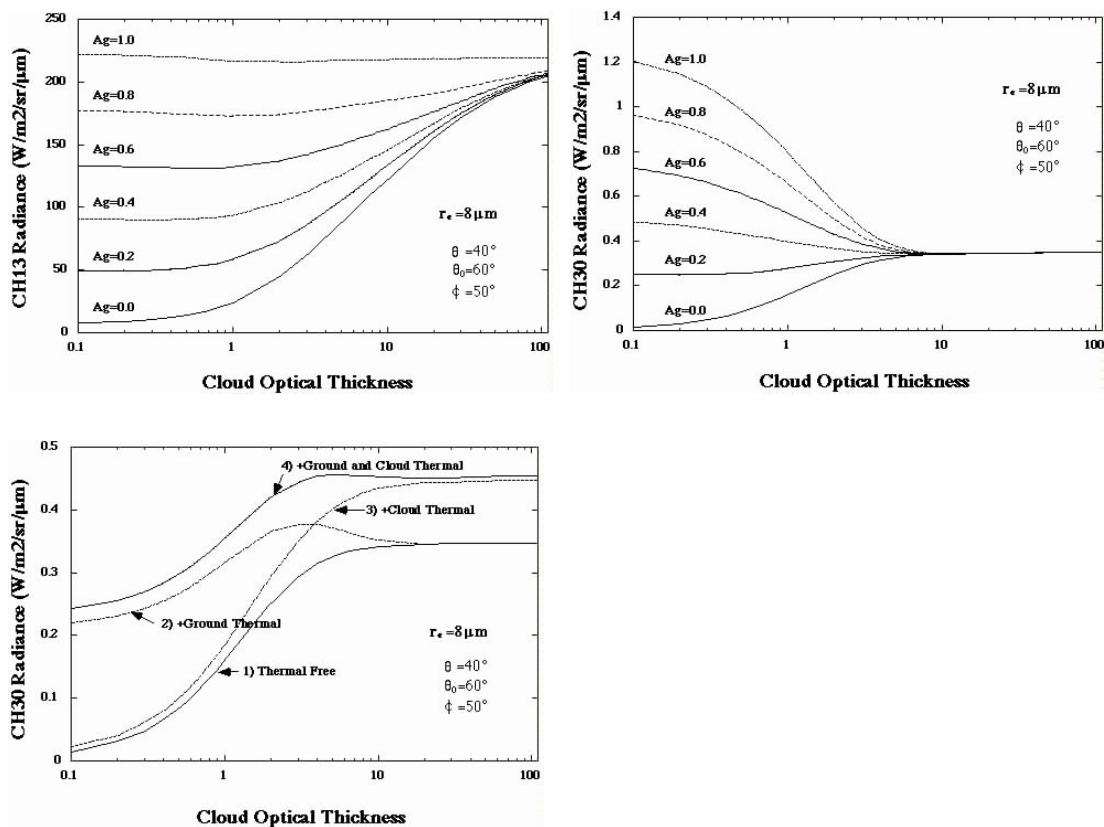 CH13 Radiance (W/m2/sr/μm)
250
200
150
100
50
0
Ag=1.0
Ag=0.8
Ag=0.6
Ag=0.4
Ag=0.2
Ag=0.0
re=8μm
θ=40°
θ0=60°
ϕ=50°
0.1 1 10 100
Cloud Optical Thickness
CH30 Radiance (W/m2/sr/μm)
1.4
1.2
1
0.8
0.6
0.4
0.2
0
Ag=1.0
Ag=0.8
Ag=0.6
Ag=0.4
Ag=0.2
Ag=0.0
re=8μm
θ=40°
θ0=60°
ϕ=50°
0.1 1 10 100
Cloud Optical Thickness
CH30 Radiance (W/m2/sr/μm)
0.5
0.4
0.3
0.2
0.1
0
4) +Ground and Cloud Thermal
3) +Cloud Thermal
2) +Ground Thermal
1) Thermal Free
re=8μm
θ=40°
θ0=60°
ϕ=50°
0.1 1 10 100
Cloud Optical Thickness